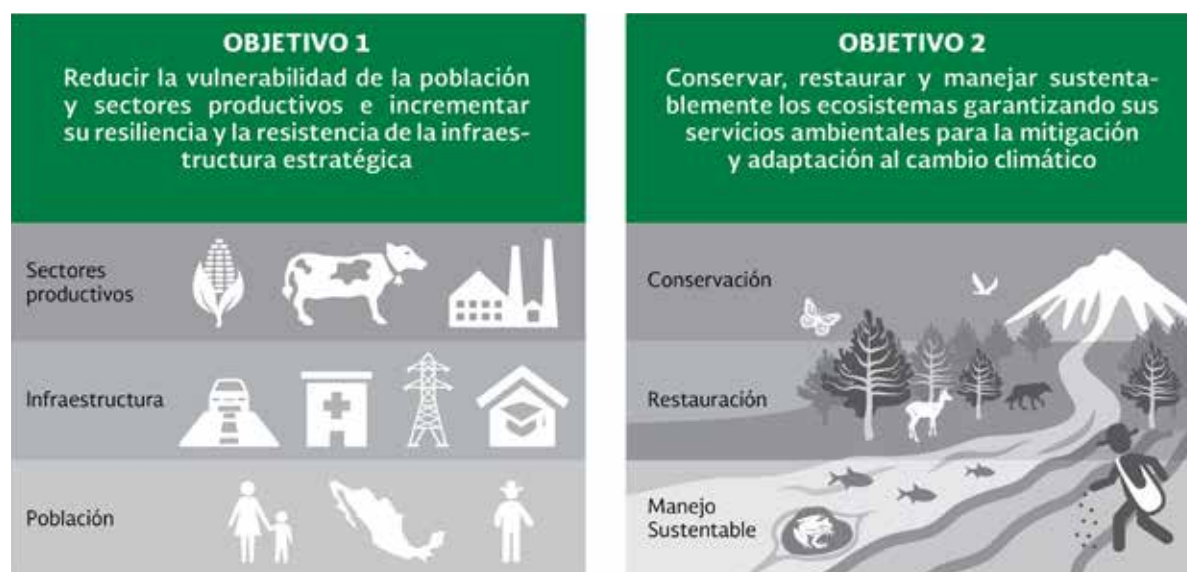 OBJETIVO 1
Reducir la vulnerabilidad de la población
y sectores productivos e incrementar
su resiliencia y la resistencia de la infraes-
tructura estratégica
Sectores
productivos
Infraestructura
Población
OBJETIVO 2
Conservar, restaurar y manejar sustenta-
blemente los ecosistemas garantizando sus
servicios ambientales para la mitigación
y adaptación al cambio climático
Conservación
Restauración
Manejo
Sustentable